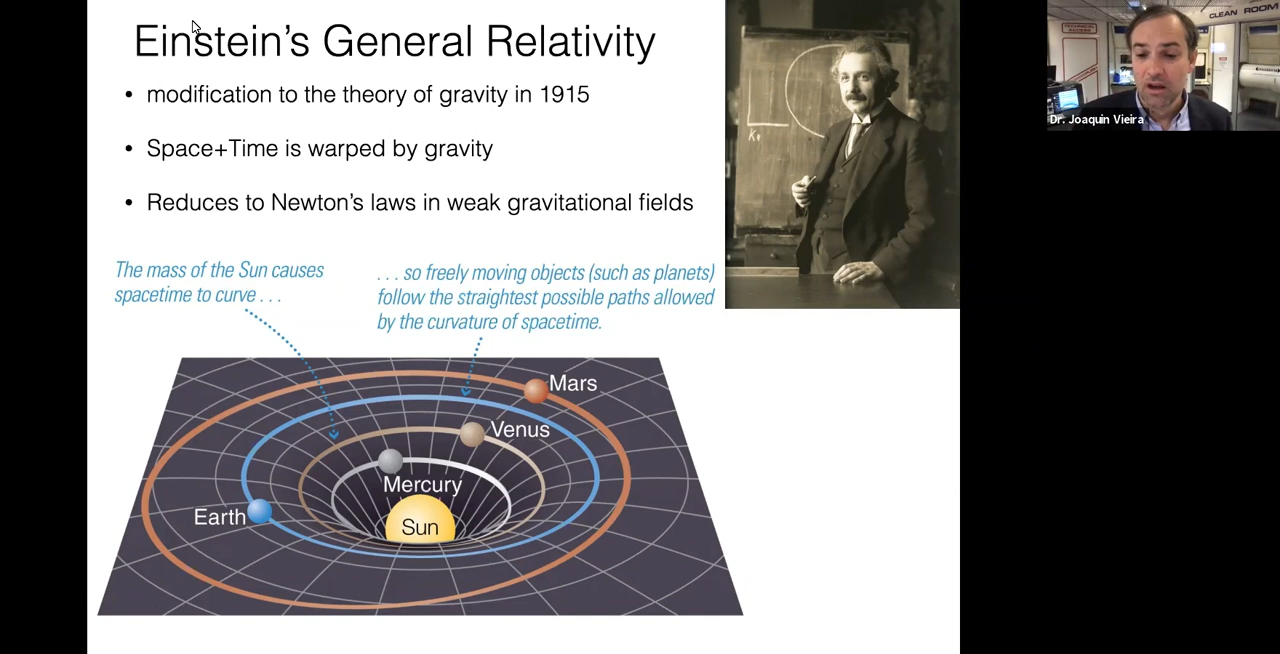 Einstein's General Relativity
• modification to the theory of gravity in 1915
• Space+Time is warped by gravity
• Reduces to Newton's laws in weak gravitational fields
The mass of the Sun causes
spacetime to curve . . .
. . . so freely moving objects (such as planets)
follow the straightest possible paths allowed
by the curvature of spacetime.
Mars
Venus
Mercury
Earth
Sun
TECHNICAL
ACCESS
CLEAN ROOM
Dr. Joaquin Vieira